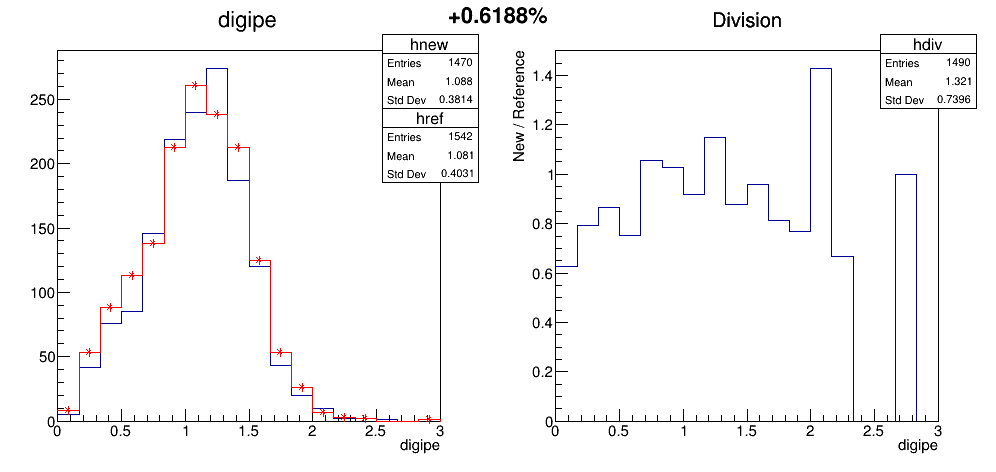 +0.6188%
digipe
hnew
Entries 1470
Mean 1.088
Std Dev 0.3814
href
Entries 1542
Mean 1.081
Std Dev 0.4031
250
200
150
100
50
0
0 0.5 1 1.5 2 2.5 3
digipe
Division
hdiv
Entries 1490
Mean 1.321
Std Dev 0.7396
New / Reference
1.4
1.2
1
0.8
0.6
0.4
0.2
0
0 0.5 1 1.5 2 2.5 3
digipe